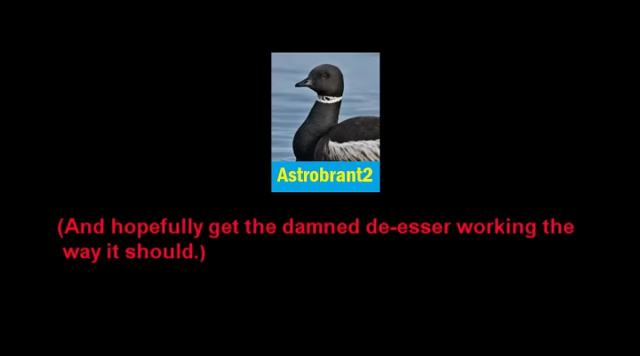 Astrobrant2
(And hopefully get the damned de-esser working the
way it should.)